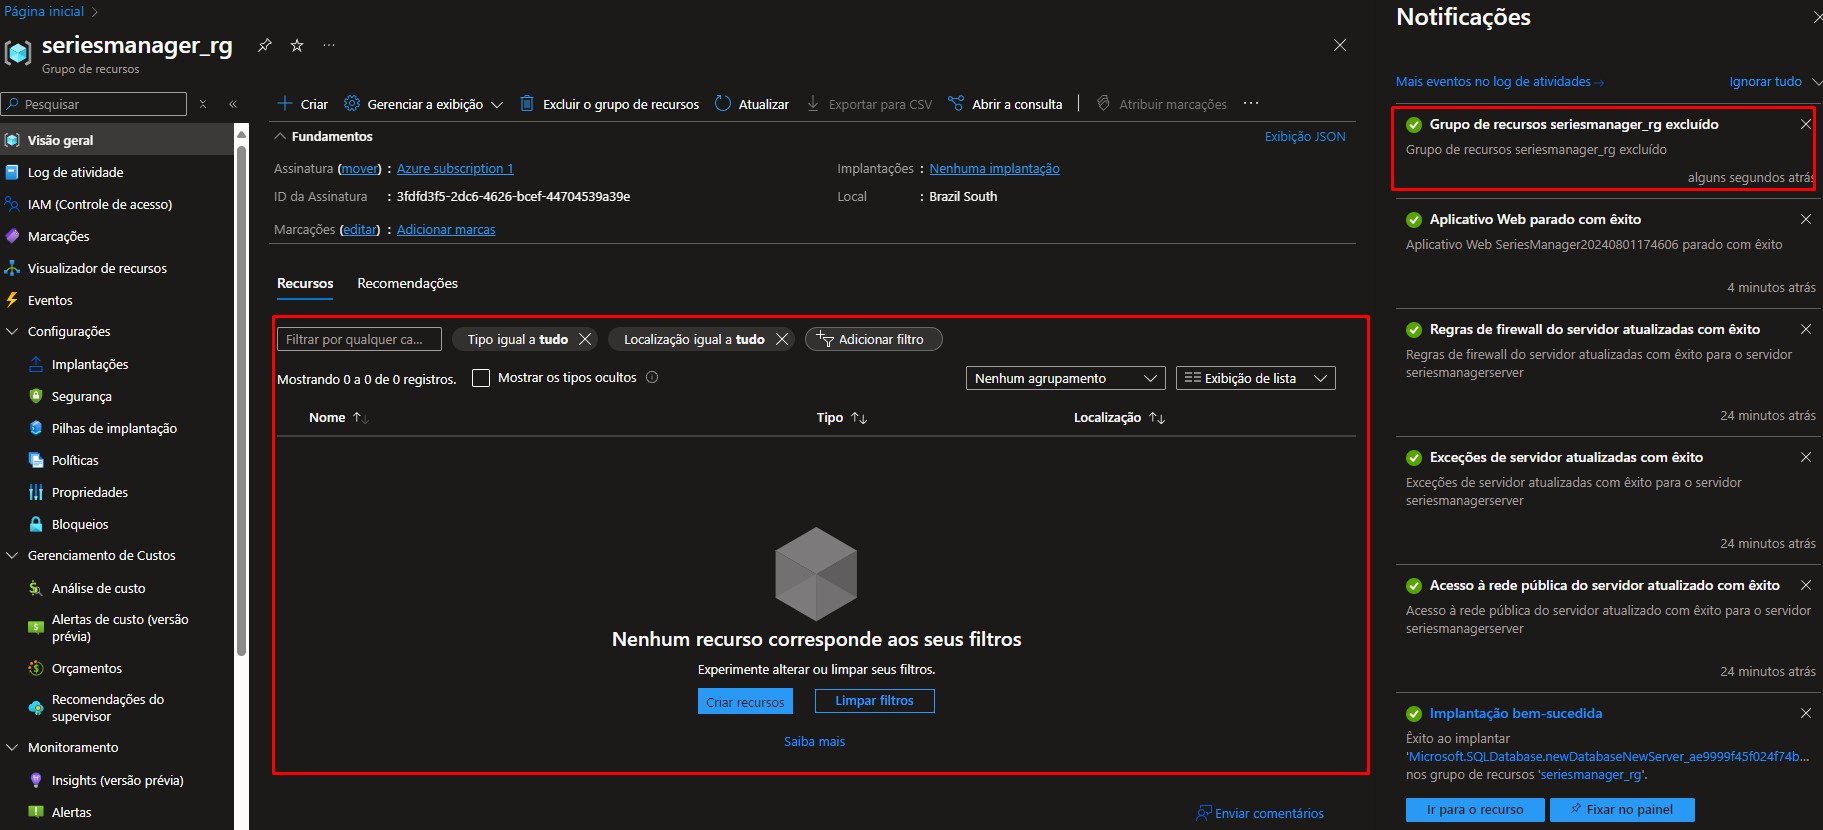 Página inicial
seriesmanager_rg
Grupo de recursos
Pesquisar
Visão geral
Log de atividade
IAM (Controle de acesso)
Marcações
Visualizador de recursos
Eventos
Configurações
Implantações
Segurança
Pilhas de implantação
Políticas
Propriedades
Bloqueios
Gerenciamento de Custos
Análise de custo
Alertas de custo (versão
prévia)
Orçamentos
Recomendações do
supervisor
Monitoramento
Insights (versão prévia)
Alertas
Criar Gerenciar a exibição Excluir o grupo de recursos Atualizar Exportar para CSV Abrir a consulta Atribuir marcações
Fundamentos Exibição JSON
Assinatura (mover) : Azure subscription 1 Implantações : Nenhuma implantação
ID da Assinatura : 3fdfd3f5-2dc6-4626-bcef-44704539a39e Local : Brazil South
Marcações (editar) : Adicionar marcas
Recursos Recomendações
Filtrar por qualquer ca... Tipo igual a tudo Localização igual a tudo Adicionar filtro
Mostrando 0 a 0 de 0 registros. Mostrar os tipos ocultos Nenhum agrupamento Exibição de lista
Nome Tipo Localização
Nenhum recurso corresponde aos seus filtros
Experimente alterar ou limpar seus filtros.
Criar recursos Limpar filtros
Saiba mais
Enviar comentários
Notificações
Mais eventos no log de atividades → Ignorar tudo
Grupo de recursos seriesmanager_rg excluído
Grupo de recursos seriesmanager_rg excluído
alguns segundos atrás
Aplicativo Web parado com êxito
Aplicativo Web SeriesManager20240801174606 parado com êxito
4 minutos atrás
Regras de firewall do servidor atualizadas com êxito
Regras de firewall do servidor atualizadas com êxito para o servidor
seriesmanagerserver
24 minutos atrás
Exceções de servidor atualizadas com êxito
Exceções de servidor atualizadas com êxito para o servidor
seriesmanagerserver
24 minutos atrás
Acesso à rede pública do servidor atualizado com êxito
Acesso à rede pública do servidor atualizado com êxito para o servidor
seriesmanagerserver
24 minutos atrás
Implantação bem-sucedida
Êxito ao implantar
'Microsoft.SQLDatabase.newDatabaseNewServer_ae9999f45f024f74b...
nos grupo de recursos 'seriesmanager_rg'.
Ir para o recurso Fixar no painel